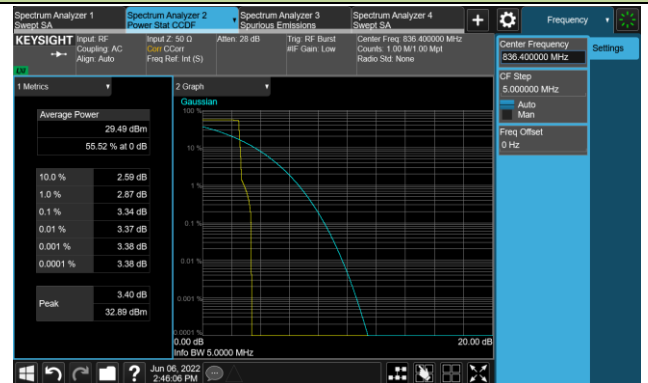 Spectrum Analyzer 1
Swept SA
Spectrum Analyzer 2
Power Stat CCDF
Spectrum Analyzer 3
Spurious Emissions
Spectrum Analyzer 4
Swept SA
+
Frequency
KEYSIGHT
Input: RF
Coupling: AC
Align: Auto
Input Z: 50 Ω
Corr CCorr
Freq Ref: Int (S)
Atten: 28 dB
Trig: RF Burst
#IF Gain: Low
Center Freq: 836.400000 MHz
Counts: 1.00 M/1.00 Mpt
Radio Std: None
Center Frequency
836.400000 MHz
Settings
CF Step
5.000000 MHz
Auto
Man
Freq Offset
0 Hz
1 Metrics
Average Power
29.49 dBm
55.52 % at 0 dB
10.0 % 2.59 dB
1.0 % 2.87 dB
0.1 % 3.34 dB
0.01 % 3.37 dB
0.001 % 3.38 dB
0.0001 % 3.38 dB
Peak
3.40 dB
32.89 dBm
2 Graph
Gaussian
100 %
10 %
1 %
0.1 %
0.01 %
0.001 %
0.0001 %
0.00 dB
20.00 dB
Info BW 5.0000 MHz
?
Jun 06, 2022
2:46:06 PM